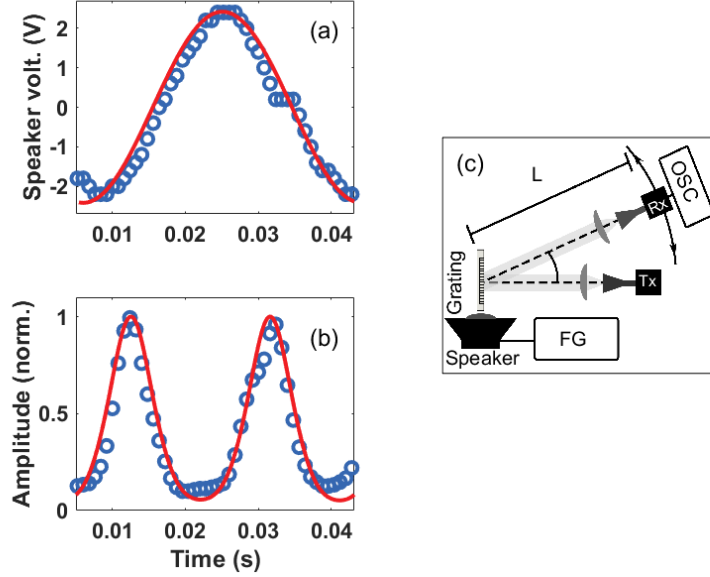 (a)
Speaker volt. (V)
2
1
0
-1
-2
0.01 0.02 0.03 0.04
(b)
Amplitude (norm.)
1
0.5
0
0.01 0.02 0.03 0.04
Time (s)
(c)
L
OSC
Rx
Tx
Grating
FG
Speaker